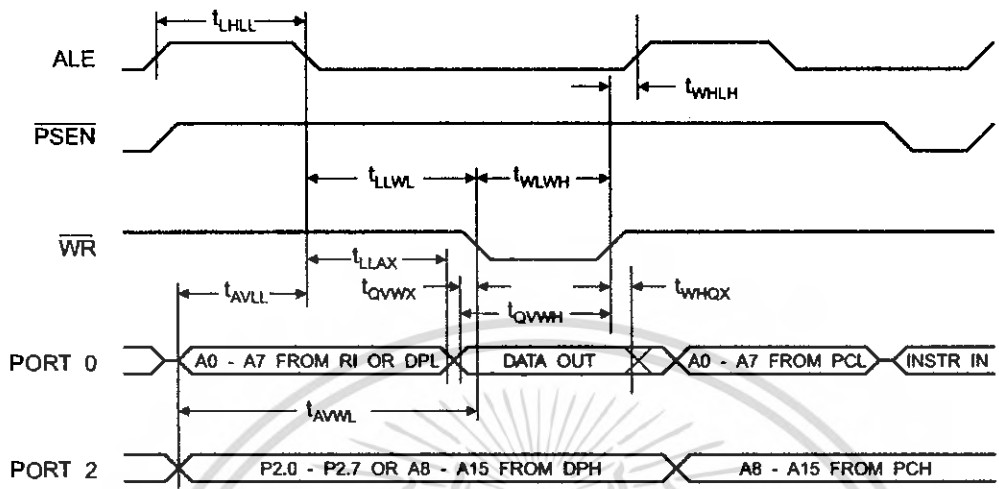 tLHLL
ALE
tWHLH
PSEN
tLLWL
tWLWH
WR
tLLAX
tAVLL
tQVWX
tWHQX
tQVWH
PORT 0
A0 - A7 FROM RI OR DPL
DATA OUT
A0 - A7 FROM PCL
INSTR IN
tAVWL
PORT 2
P2.0 - P2.7 OR A8 - A15 FROM DPH
A8 - A15 FROM PCH